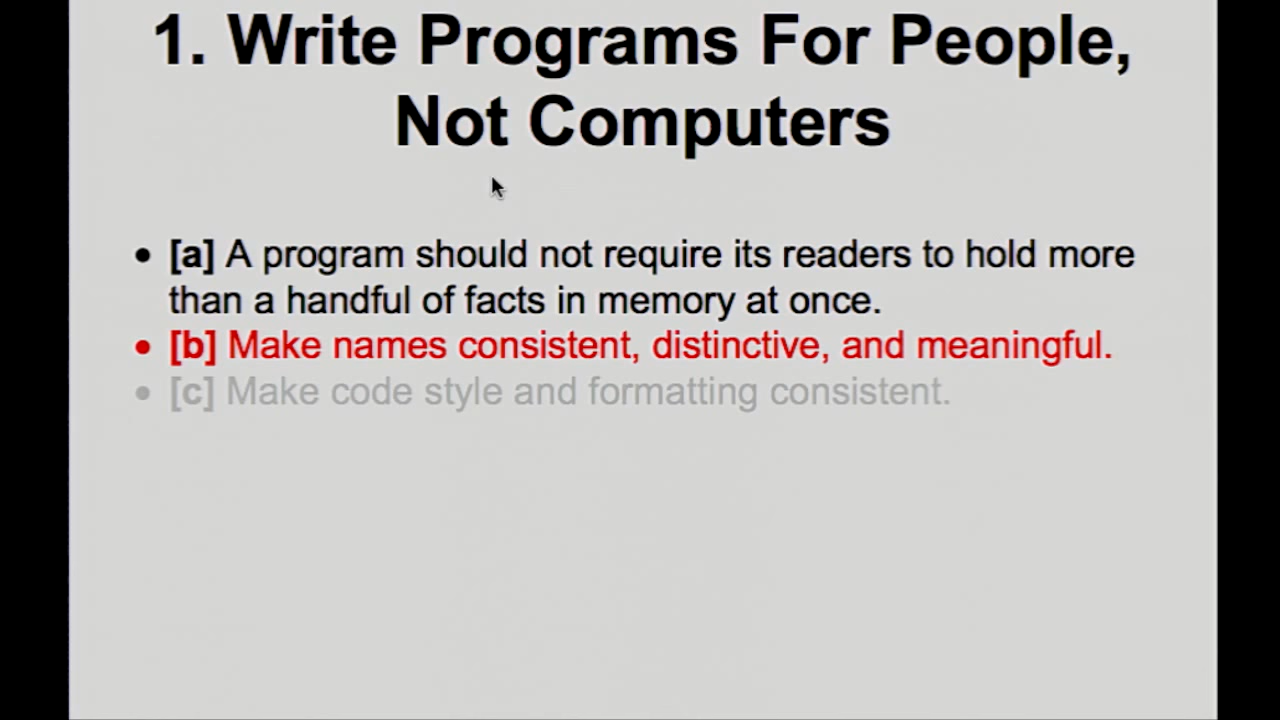 1. Write Programs For People,
Not Computers
• [a] A program should not require its readers to hold more
than a handful of facts in memory at once.
• [b] Make names consistent, distinctive, and meaningful.
• [c] Make code style and formatting consistent.